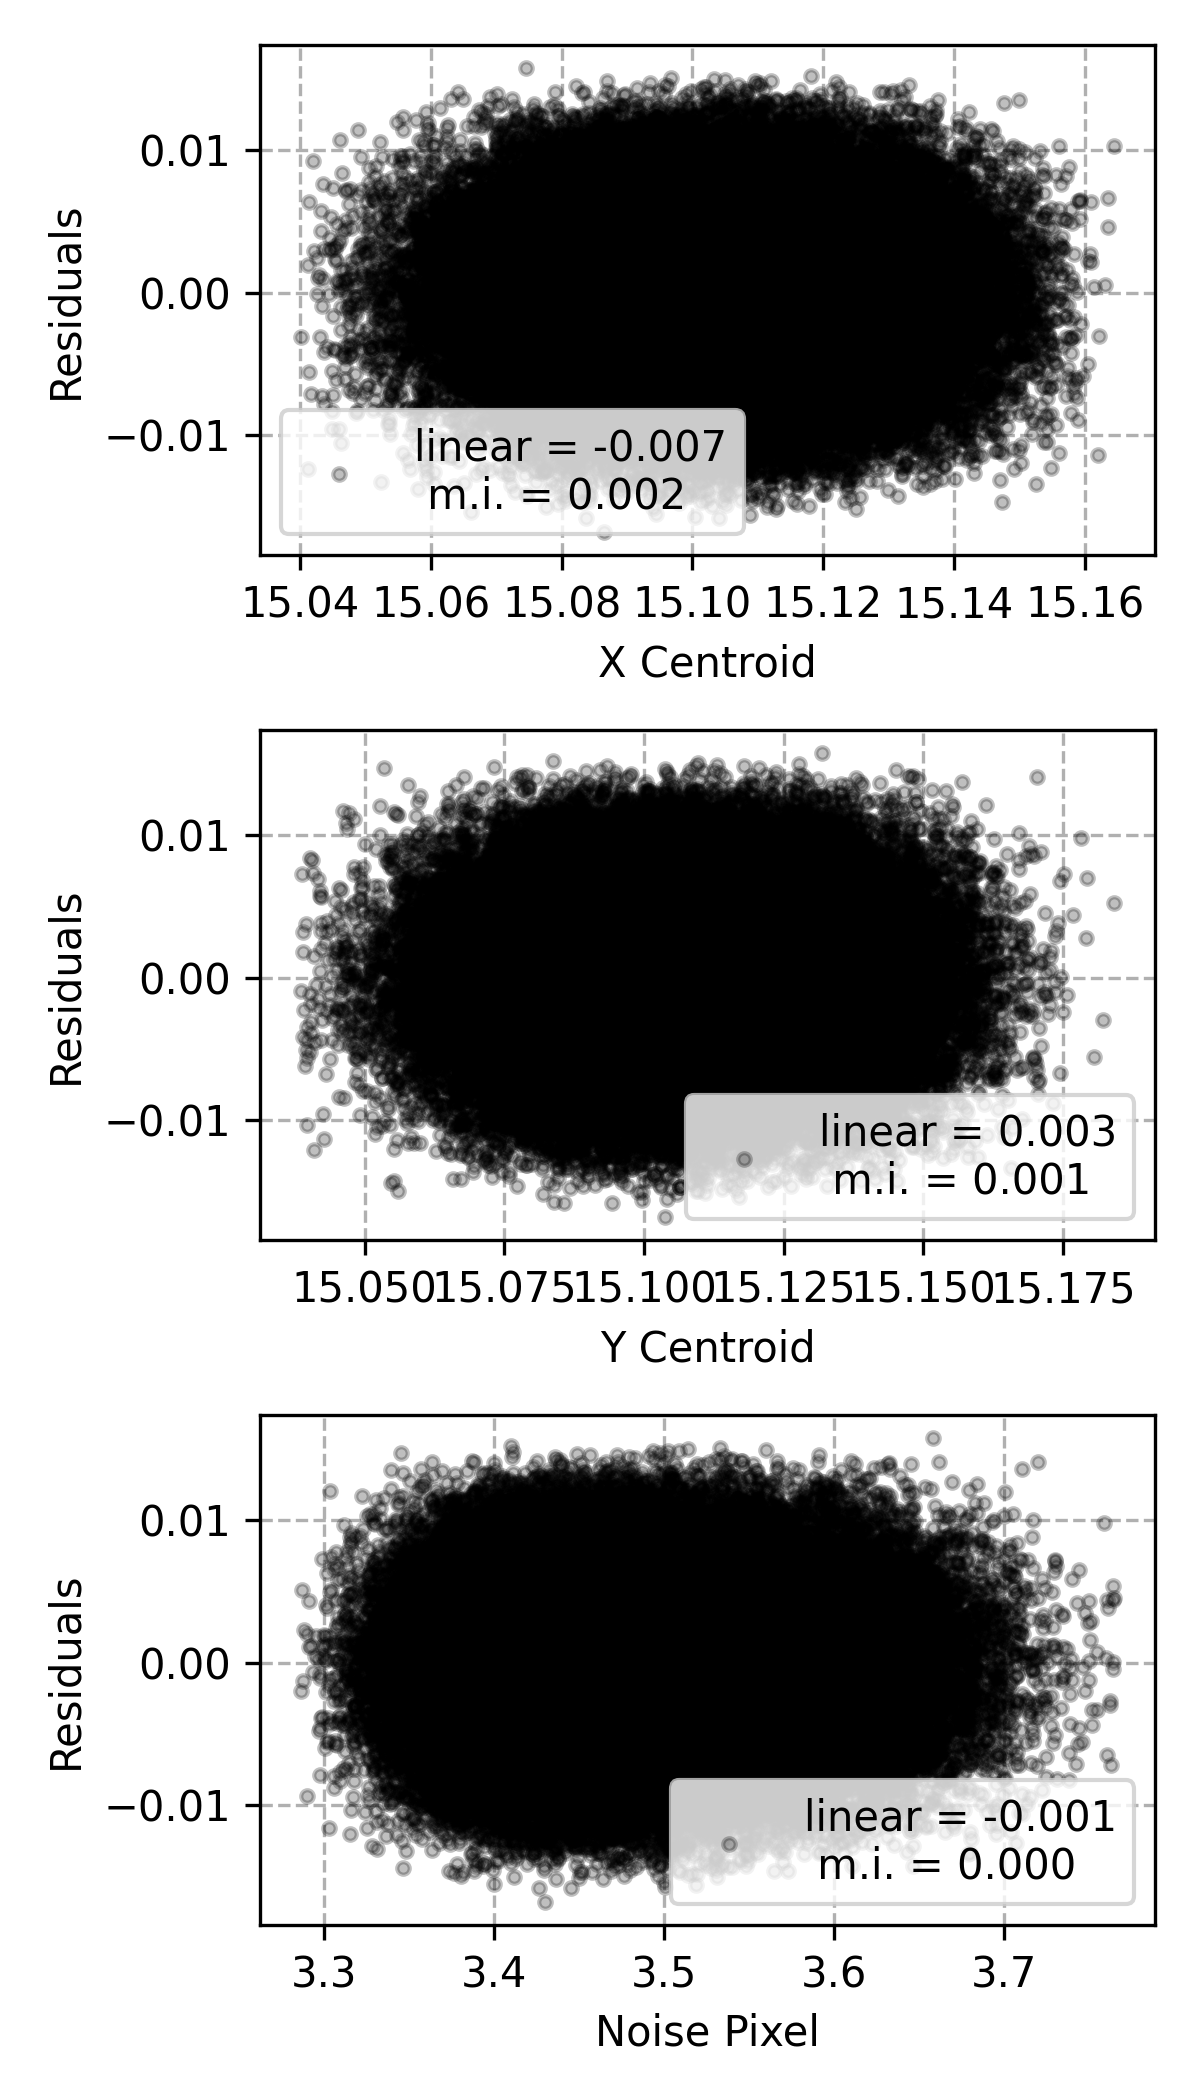 Residuals
0.01
0.00
−0.01
linear = -0.007
m.i. = 0.002
15.04 15.06 15.08 15.10 15.12 15.14 15.16
X Centroid
Residuals
0.01
0.00
−0.01
linear = 0.003
m.i. = 0.001
15.050 15.075 15.100 15.125 15.150 15.175
Y Centroid
Residuals
0.01
0.00
−0.01
linear = -0.001
m.i. = 0.000
3.3 3.4 3.5 3.6 3.7
Noise Pixel